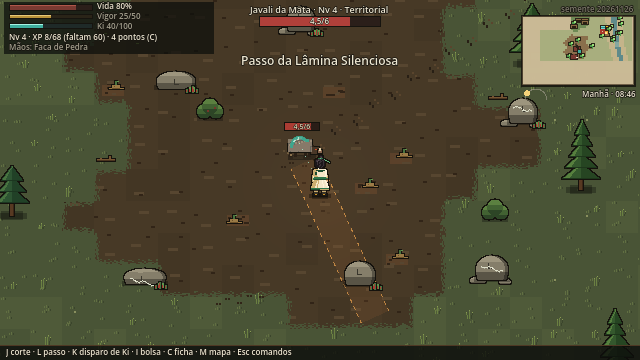 Vida 80%
Vigor 25/50
Ki 40/100
Nv 4 · XP 8/68 (faltam 60) · 4 pontos (C)
Mãos: Faca de Pedra
Javali da Mata · Nv 4 · Territorial
4,5/6
Passo da Lâmina Silenciosa
semente 20261126
Manhã · 08:46
4,5/6
J corte · L passo · K disparo de Ki · I bolsa · C ficha · M mapa · Esc comandos